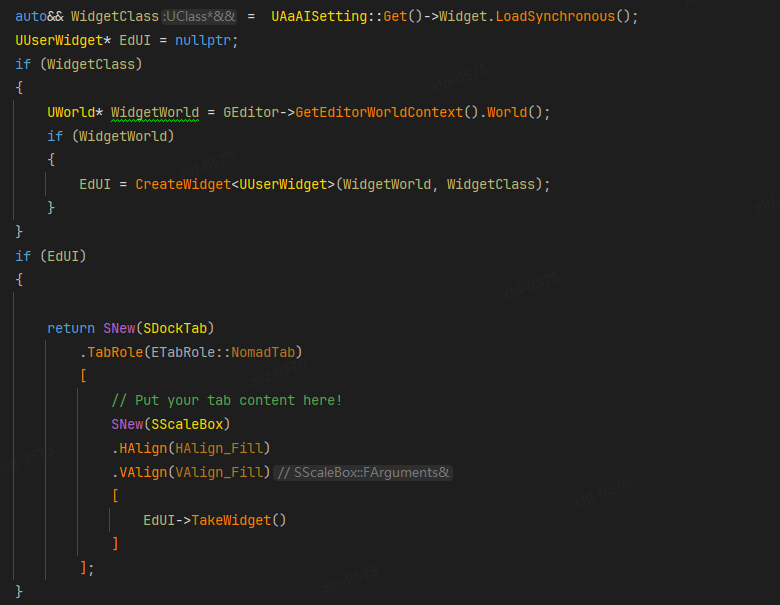 auto&& WidgetClass :UClass*&& = UAaAISetting::Get()->Widget.LoadSynchronous();
UUserWidget* EdUI = nullptr;
if (WidgetClass)
{
UWorld* WidgetWorld = GEditor->GetEditorWorldContext().World();
if (WidgetWorld)
{
EdUI = CreateWidget<UUserWidget>(WidgetWorld, WidgetClass);
}
}
if (EdUI)
{
return SNew(SDockTab)
.TabRole(ETabRole::NomadTab)
[
// Put your tab content here!
SNew(SScaleBox)
.HAlign(HAlign_Fill)
.VAlign(VAlign_Fill) // SScaleBox::FArguments&
[
EdUI->TakeWidget()
]
];
}